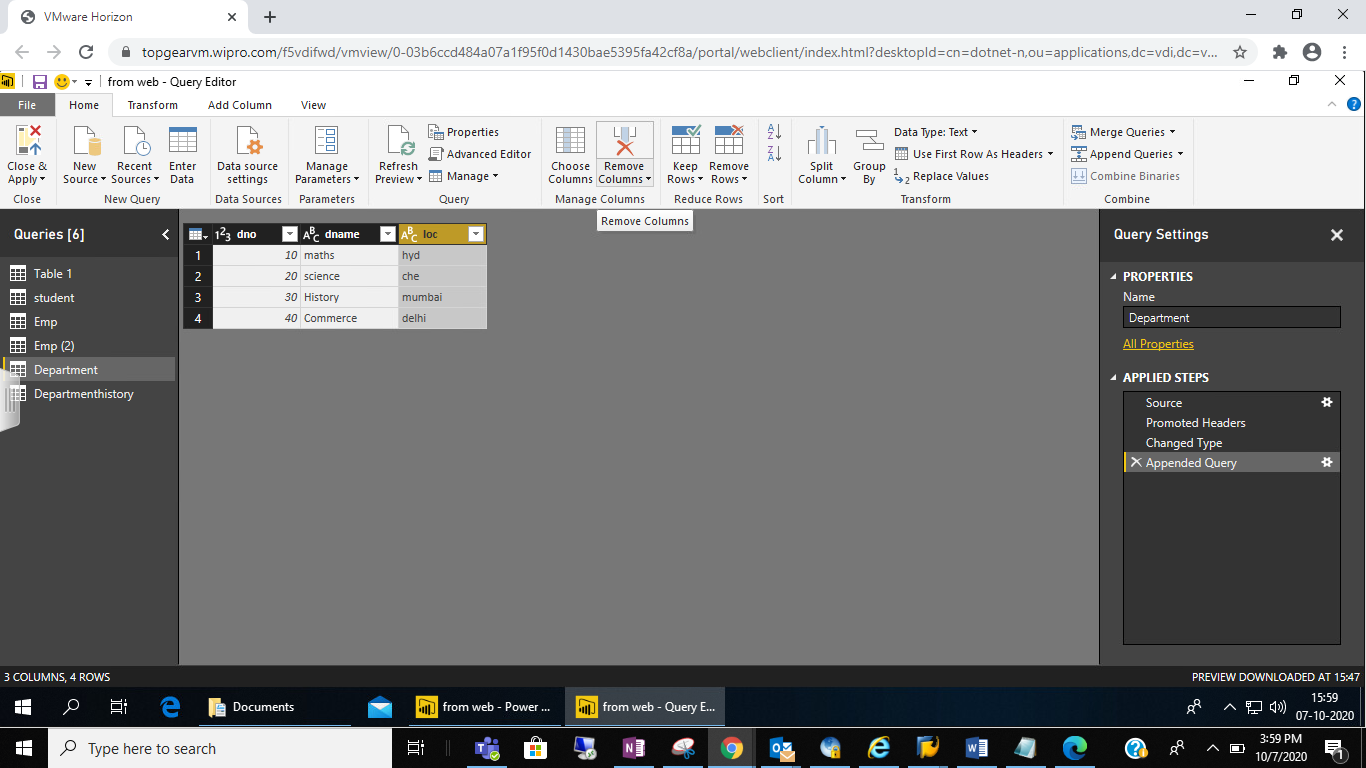 VMware Horizon
topgearvm.wipro.com/f5vdifwd/vmview/0-03b6ccd484a07a1f95f0d1430bae5395fa42cf8a/portal/webclient/index.html?desktopId=cn=dotnet-n,ou=applications,dc=vdi,dc=v...
from web - Query Editor
File Home Transform Add Column View
Close & Apply
New Source
Recent Sources
Enter Data
Data source settings
Manage Parameters
Refresh Preview
Properties
Advanced Editor
Manage
Choose Columns
Remove Columns
Keep Rows
Remove Rows
Split Column
Group By
Data Type: Text
Use First Row As Headers
Replace Values
Merge Queries
Append Queries
Combine Binaries
Close New Query Data Sources Parameters Query Manage Columns Reduce Rows Sort Transform Combine
Remove Columns
Queries [6]
Table 1
student
Emp
Emp (2)
Department
Departmenthistory
dno dname loc
1 10 maths hyd
2 20 science che
3 30 History mumbai
4 40 Commerce delhi
Query Settings
PROPERTIES
Name
Department
All Properties
APPLIED STEPS
Source
Promoted Headers
Changed Type
Appended Query
3 COLUMNS, 4 ROWS
PREVIEW DOWNLOADED AT 15:47
Documents
from web - Power ...
from web - Query E...
15:59
07-10-2020
Type here to search
3:59 PM
10/7/2020